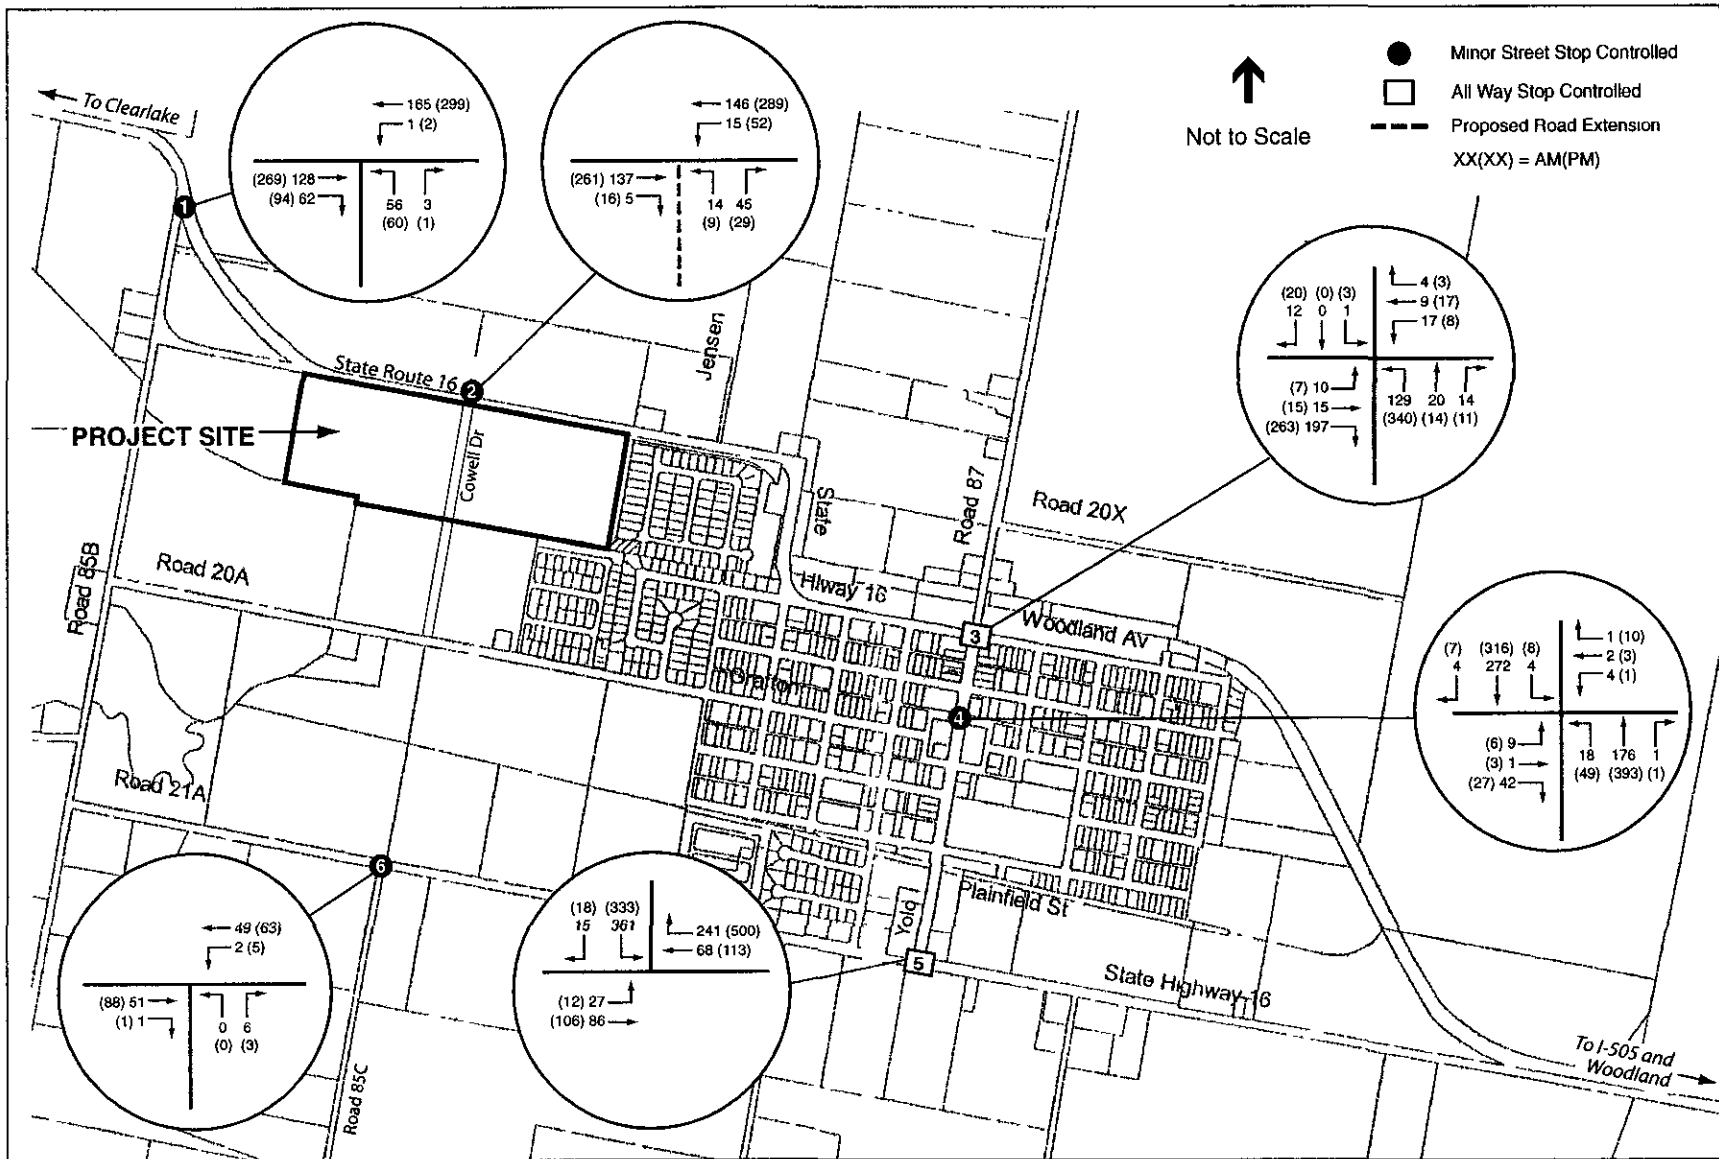 To Clearlake
165 (299)
1 (2)
(269) 128
(94) 62
56 3
(60) (1)
146 (289)
15 (52)
(261) 137
(16) 5
14 45
(9) (29)
Not to Scale
Minor Street Stop Controlled
All Way Stop Controlled
Proposed Road Extension
XX(XX) = AM(PM)
1
State Route 16
2
Jensen
PROJECT SITE
Cowell Dr
State
Hiway 16
Road 87
Road 20X
(20) (0) (3)
12 0 1
4 (3)
9 (17)
17 (8)
(7) 10
(15) 15
(263) 197
129 20 14
(340) (14) (11)
Road 85B
Road 20A
3
Woodland AV
Grafton
4
(7) (316) (8)
4 272 4
1 (10)
2 (3)
4 (1)
(6) 9
(3) 1
(27) 42
18 176 1
(49) (393) (1)
Road 21A
6
49 (63)
2 (5)
(88) 51
(1) 1
0 6
(0) (3)
Road 85C
(18) (333)
15 361
241 (500)
68 (113)
(12) 27
(106) 86
Yolo
Plainfield St
5
State Highway 16
To I-505 and
Woodland